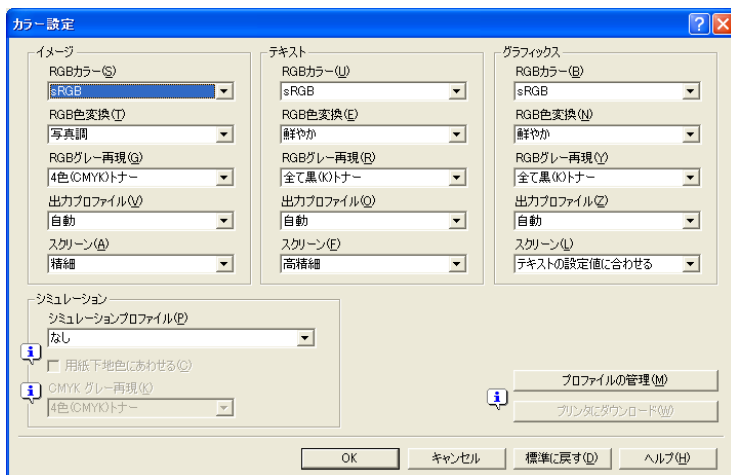 カラー設定
イメージ
RGBカラー(S)
sRGB
RGB色変換(T)
写真調
RGBグレー再現(G)
4色(CMYK)トナー
出力プロファイル(V)
自動
スクリーン(A)
精細
テキスト
RGBカラー(U)
sRGB
RGB色変換(E)
鮮やか
RGBグレー再現(R)
全て黒(K)トナー
出力プロファイル(O)
自動
スクリーン(F)
高精細
グラフィックス
RGBカラー(B)
sRGB
RGB色変換(N)
鮮やか
RGBグレー再現(Y)
全て黒(K)トナー
出力プロファイル(Z)
自動
スクリーン(L)
テキストの設定値に合わせる
シミュレーション
シミュレーションプロファイル(P)
なし
用紙下地色にあわせる(C)
CMYK グレー再現(K)
4色(CMYK)トナー
プロファイルの管理(M)
プリンタにダウンロード(W)
OK
キャンセル
標準に戻す(D)
ヘルプ(H)